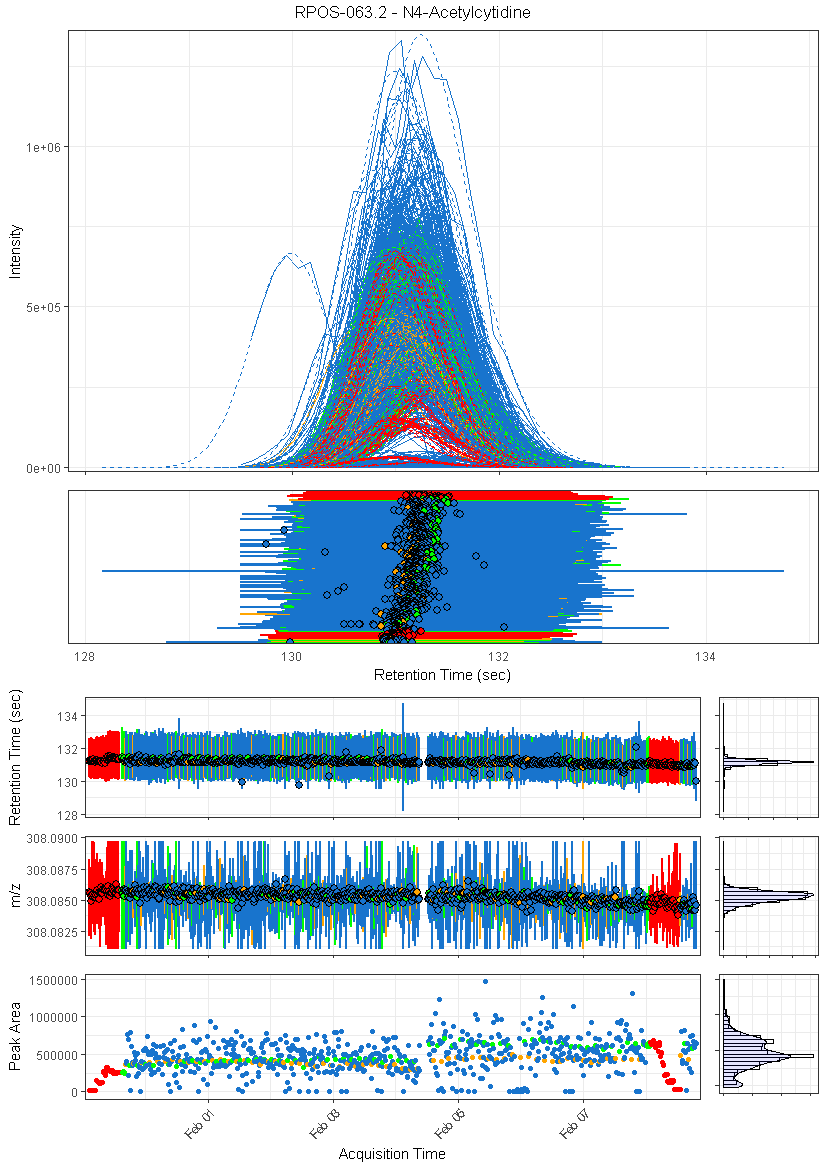 RPOS-063.2 - N4-Acetylcytidine
Intensity
1e+06
5e+05
0e+00
128
130
132
134
Retention Time (sec)
Retention Time (sec)
134
132
130
128
m/z
308.0900
308.0875
308.0850
308.0825
Peak Area
1500000
1000000
500000
0
Feb 01
Feb 03
Feb 05
Feb 07
Acquisition Time